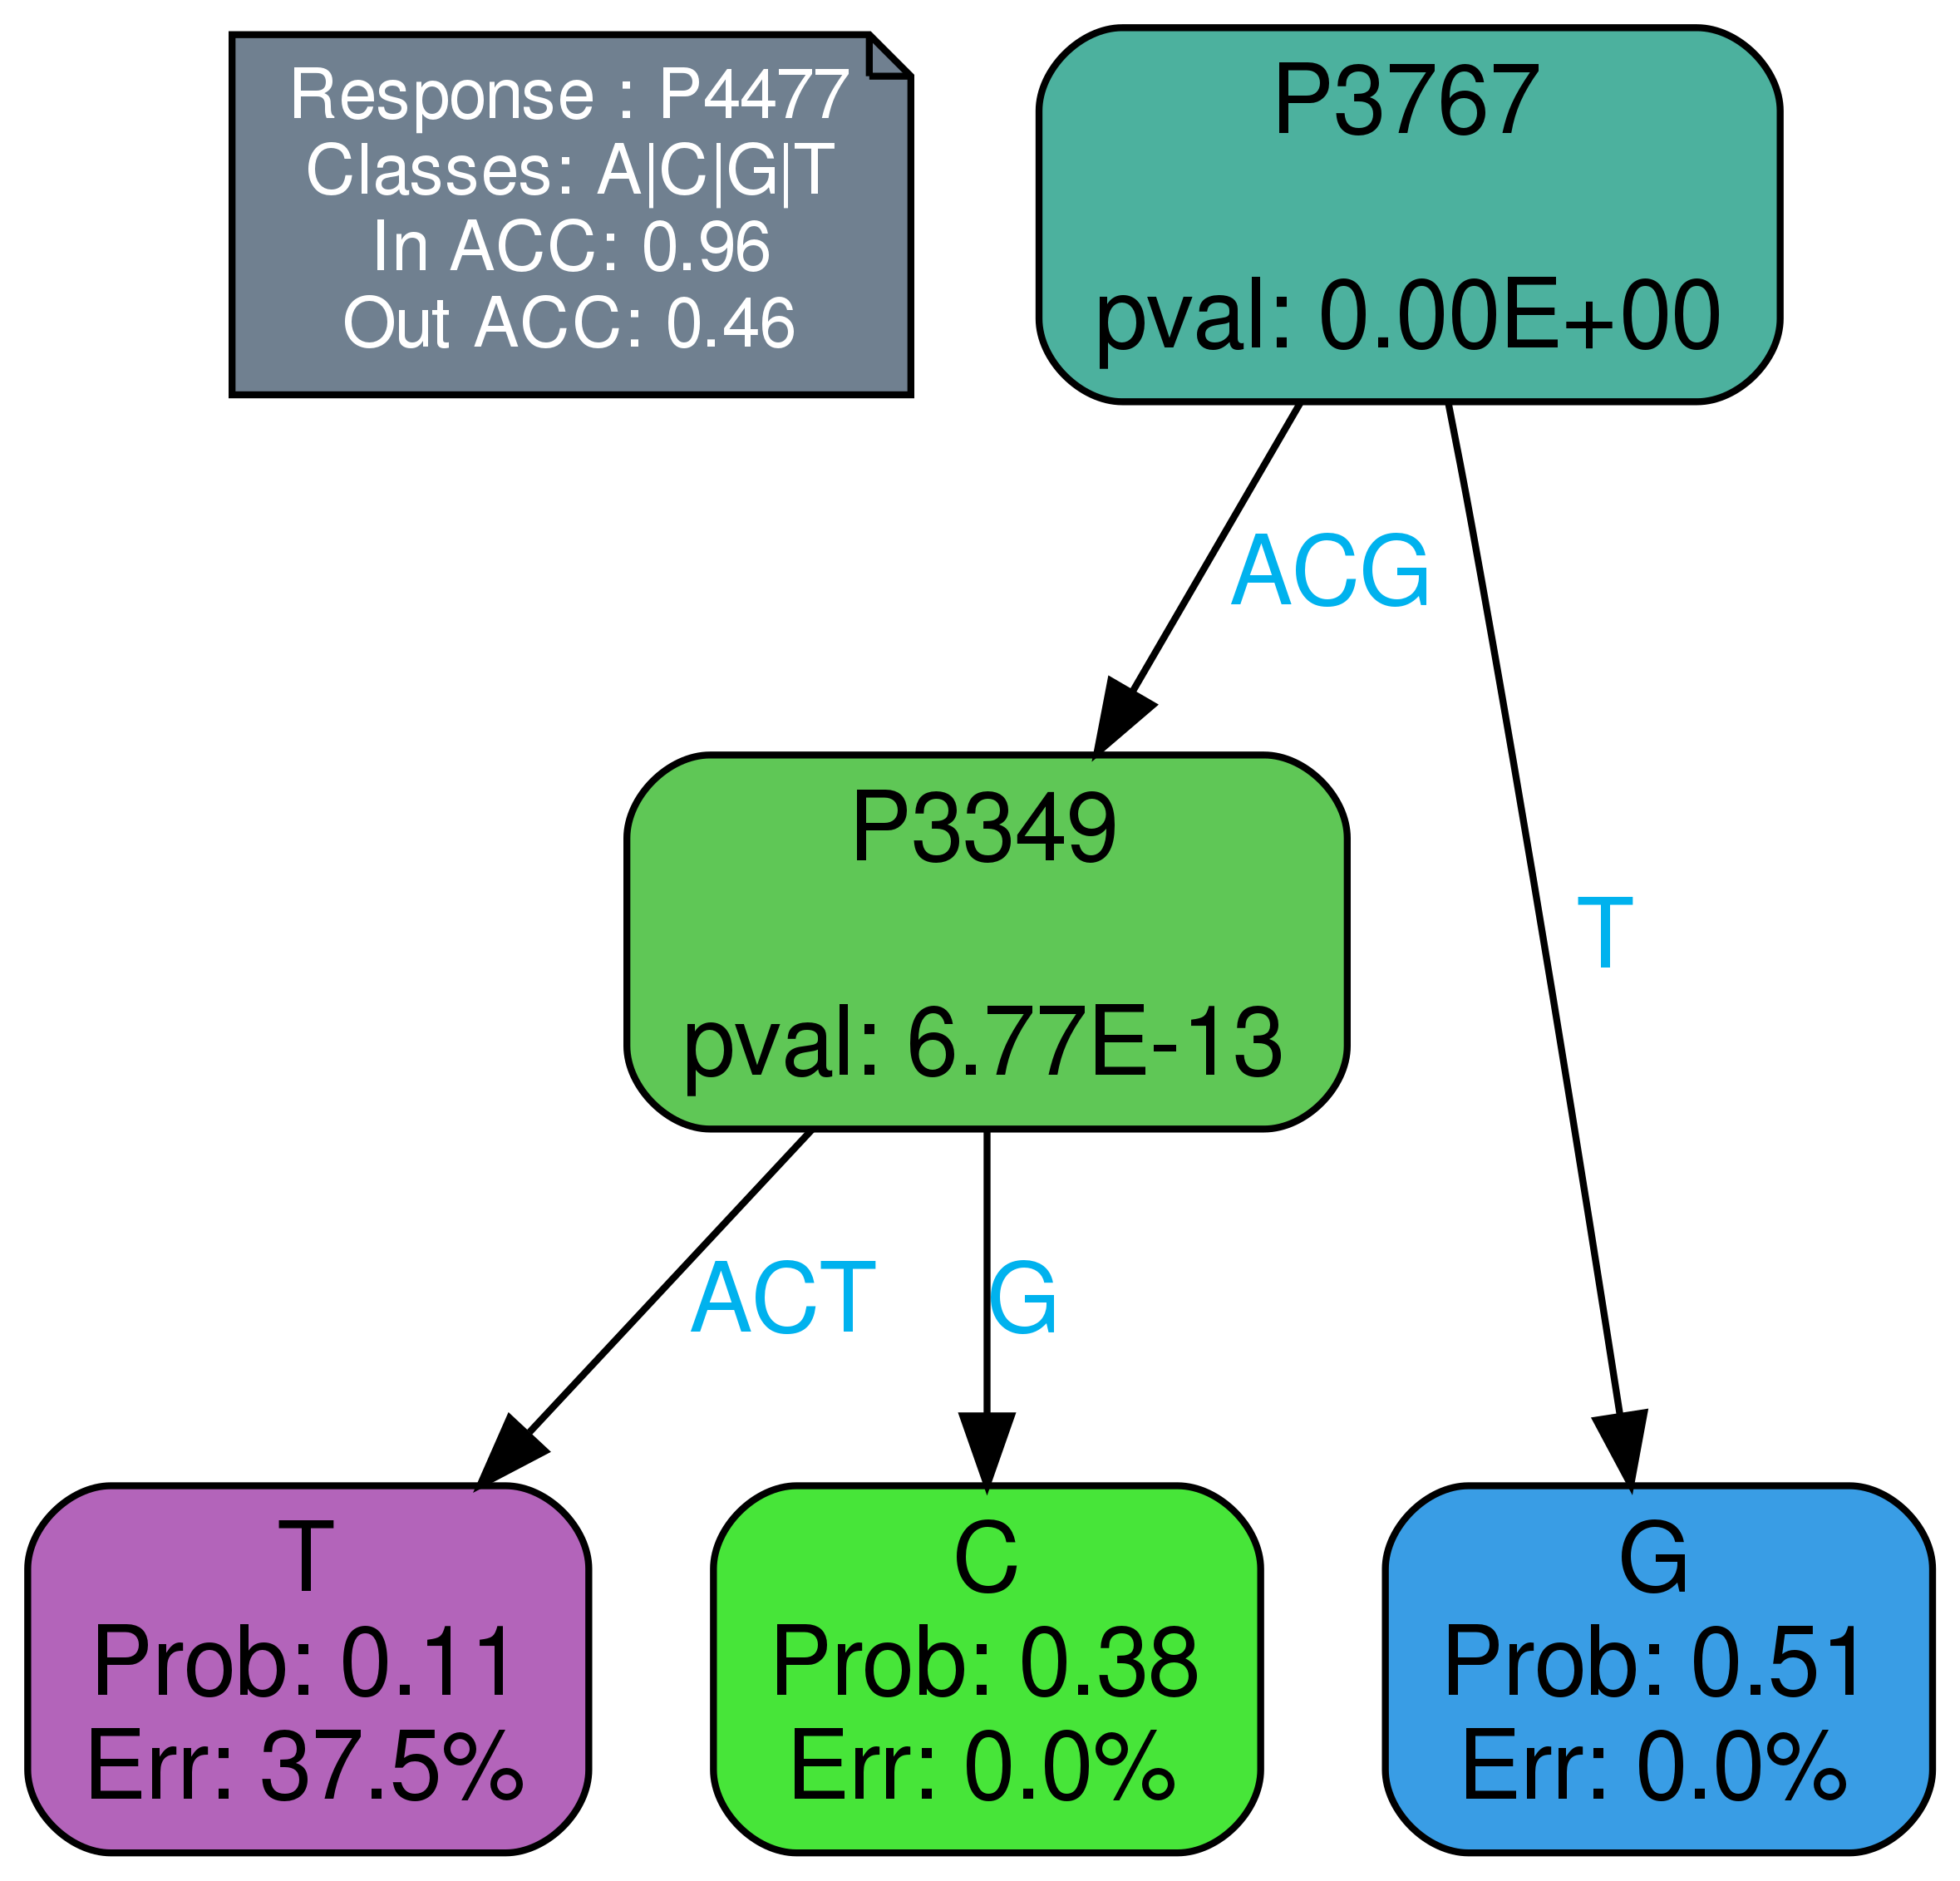 Response : P4477
Classes: A|C|G|T
In ACC: 0.96
Out ACC: 0.46
P3767
pval: 0.00E+00
ACG
T
P3349
pval: 6.77E-13
ACT
G
T
Prob: 0.11
Err: 37.5%
C
Prob: 0.38
Err: 0.0%
G
Prob: 0.51
Err: 0.0%